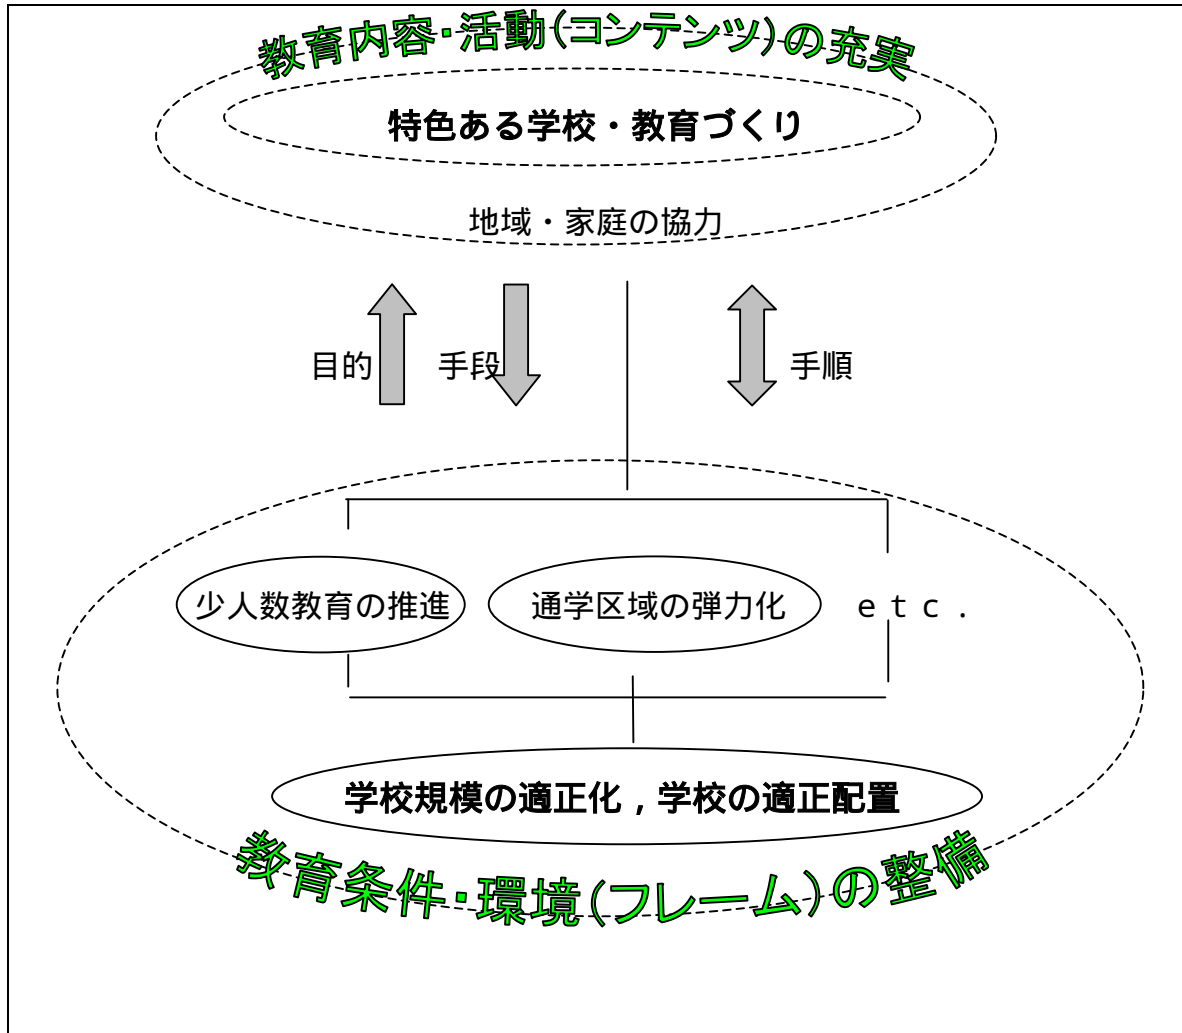 教育内容・活動(コンテンツ)の充実
特色ある学校・教育づくり
地域・家庭の協力
目的
手段
手順
少人数教育の推進
通学区域の弾力化
ｅｔｃ．
学校規模の適正化，学校の適正配置
教育条件・環境(フレーム)の整備